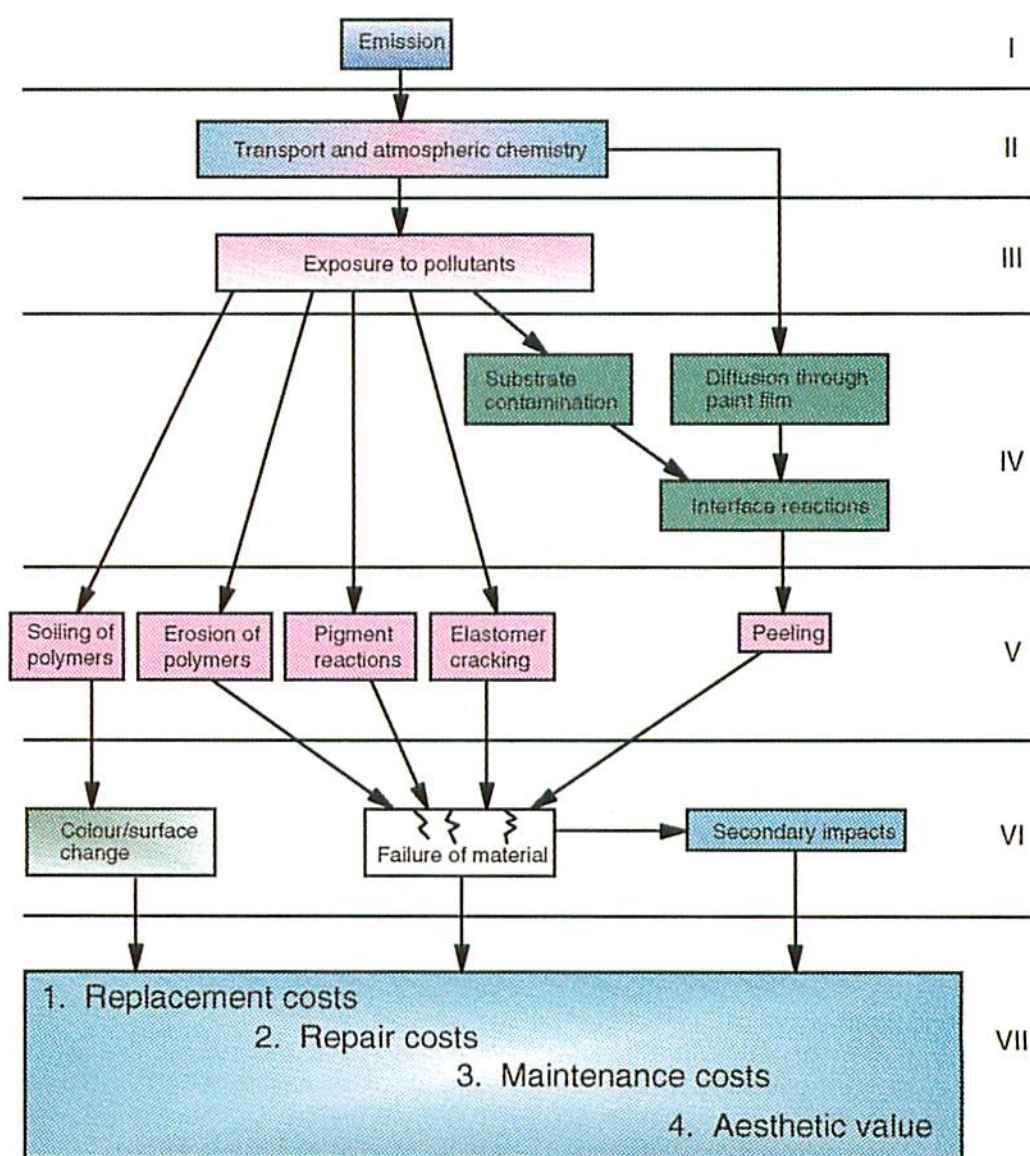 Emission
I
Transport and atmospheric chemistry
II
Exposure to pollutants
III
Substrate
contamination
Diffusion through
paint film
IV
Interface reactions
Soiling of
polymers
Erosion of
polymers
Pigment
reactions
Elastomer
cracking
Peeling
V
Colour/surface
change
Failure of material
Secondary impacts
VI
1. Replacement costs
2. Repair costs
3. Maintenance costs
4. Aesthetic value
VII